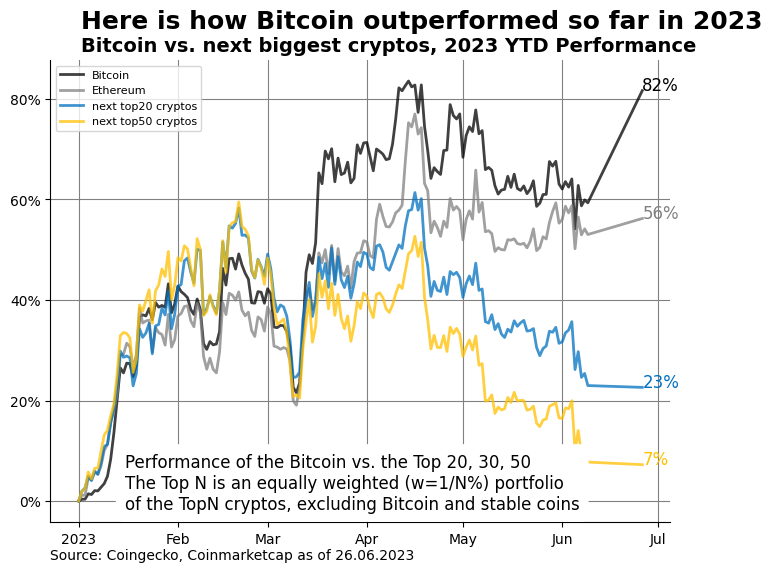 Here is how Bitcoin outperformed so far in 2023
Bitcoin vs. next biggest cryptos, 2023 YTD Performance
Bitcoin
Ethereum
next top20 cryptos
next top50 cryptos
80%
60%
40%
20%
0%
82%
56%
23%
7%
Performance of the Bitcoin vs. the Top 20, 30, 50
The Top N is an equally weighted (w=1/N%) portfolio
of the TopN cryptos, excluding Bitcoin and stable coins
2023 Feb Mar Apr May Jun Jul
Source: Coingecko, Coinmarketcap as of 26.06.2023